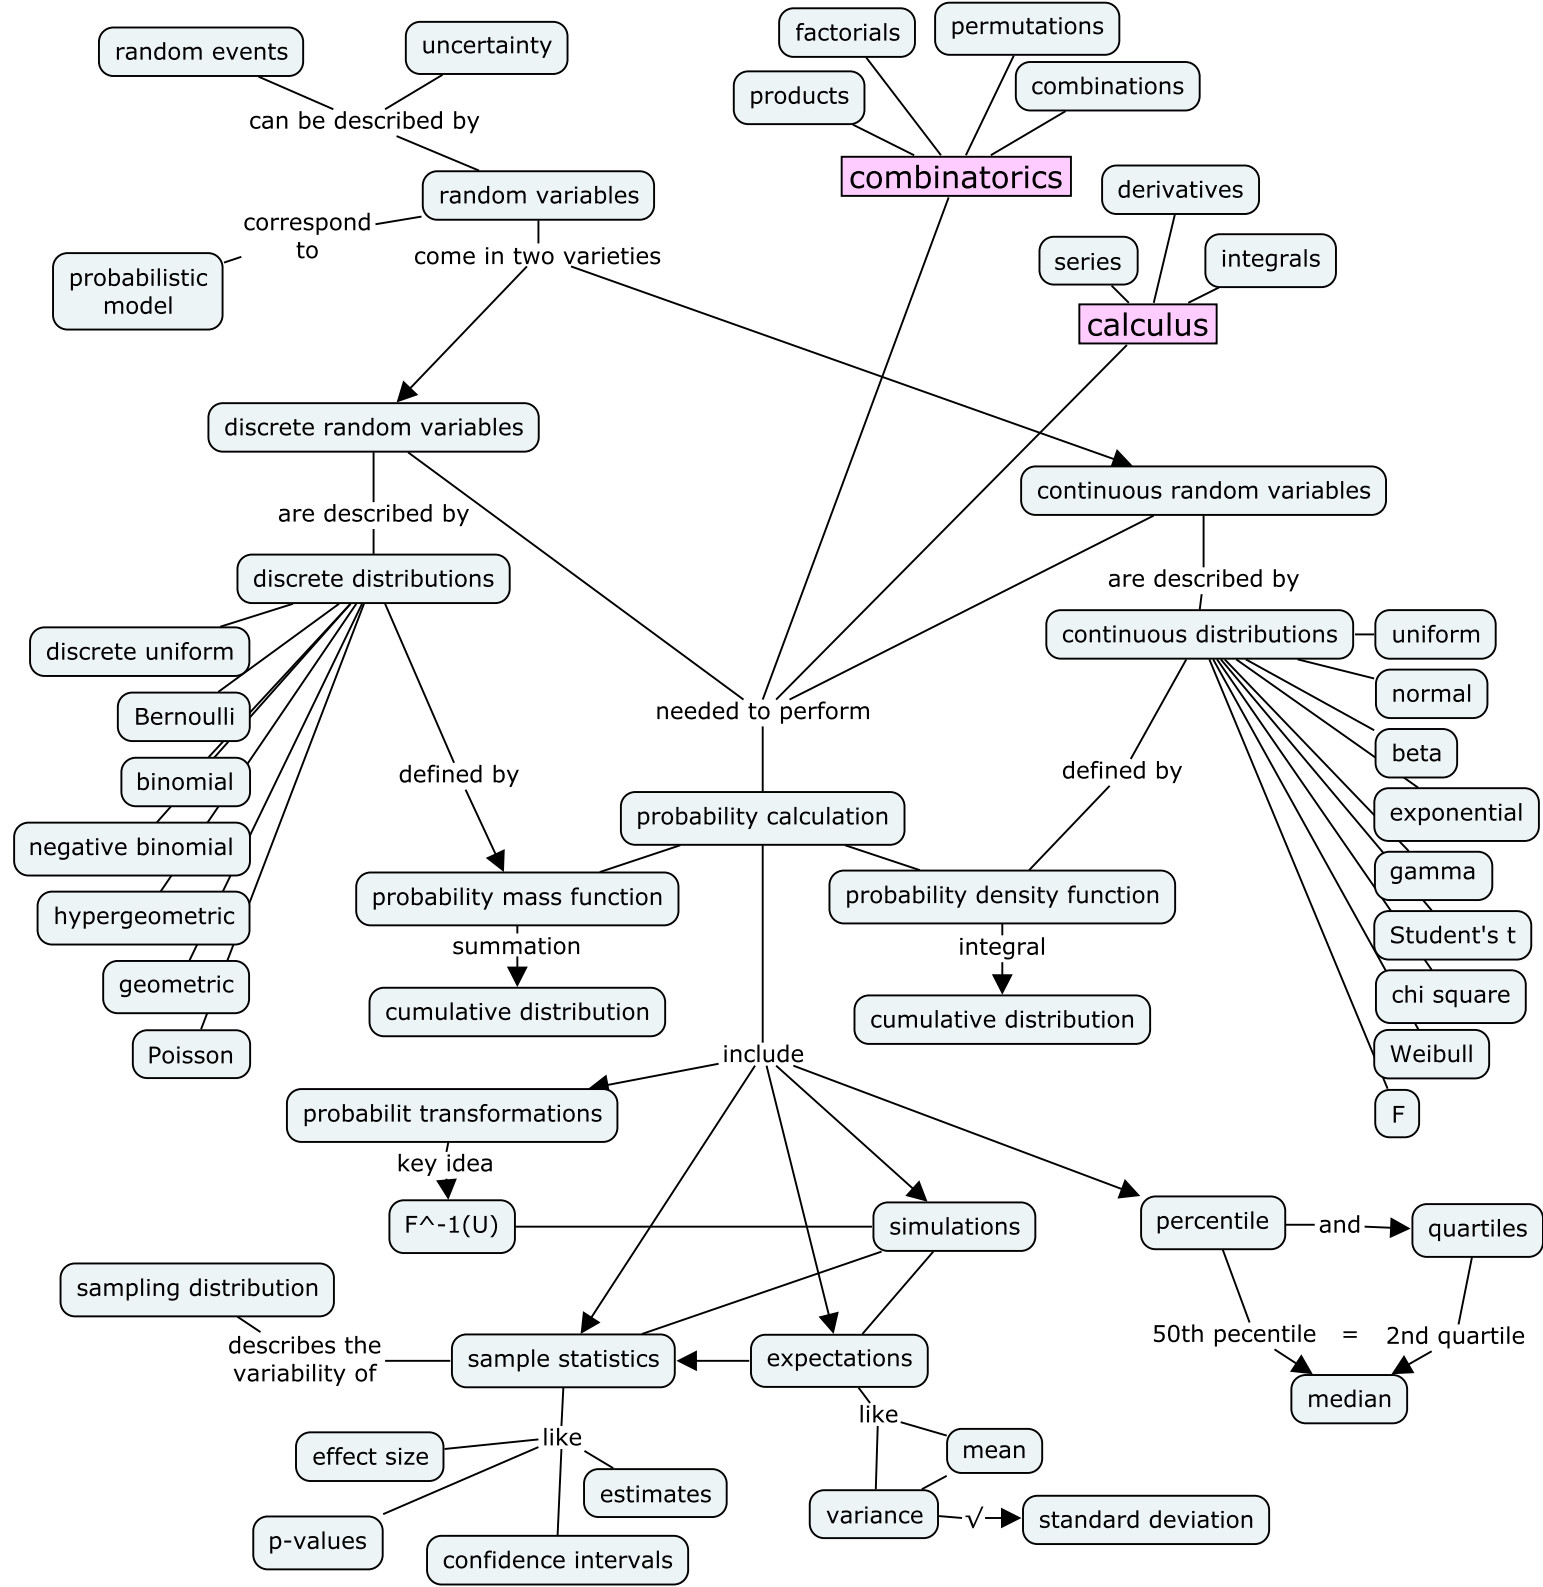 factorials
permutations
random events
uncertainty
products
combinations
can be described by
combinatorics
random variables
derivatives
correspond
to
come in two varieties
series
integrals
probabilistic
model
calculus
discrete random variables
continuous random variables
are described by
discrete distributions
are described by
continuous distributions
uniform
discrete uniform
normal
Bernoulli
needed to perform
beta
binomial
defined by
defined by
exponential
probability calculation
negative binomial
gamma
probability mass function
probability density function
hypergeometric
Student's t
summation
integral
geometric
chi square
cumulative distribution
cumulative distribution
Poisson
include
Weibull
probabilit transformations
F
key idea
F^-1(U)
simulations
percentile
and
quartiles
sampling distribution
describes the
variability of
50th pecentile
=
2nd quartile
sample statistics
expectations
median
like
like
effect size
mean
estimates
variance
√
standard deviation
p-values
confidence intervals